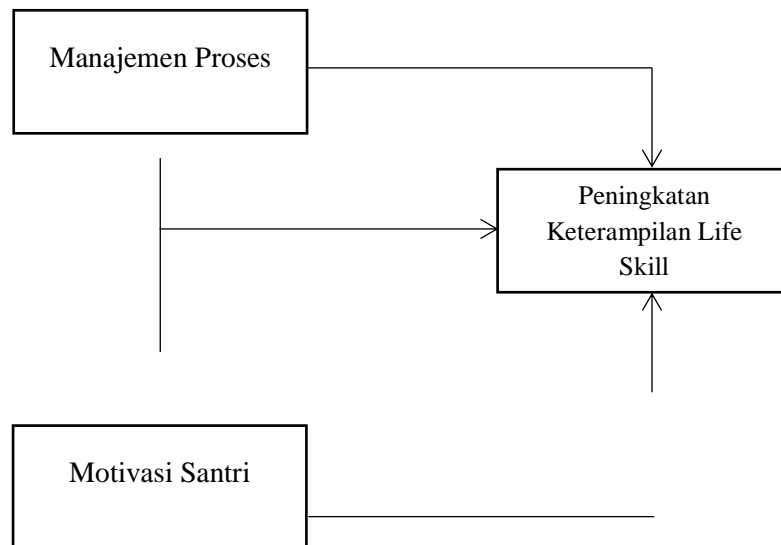 Manajemen Proses
Peningkatan
Keterampilan Life
Skill
Motivasi Santri